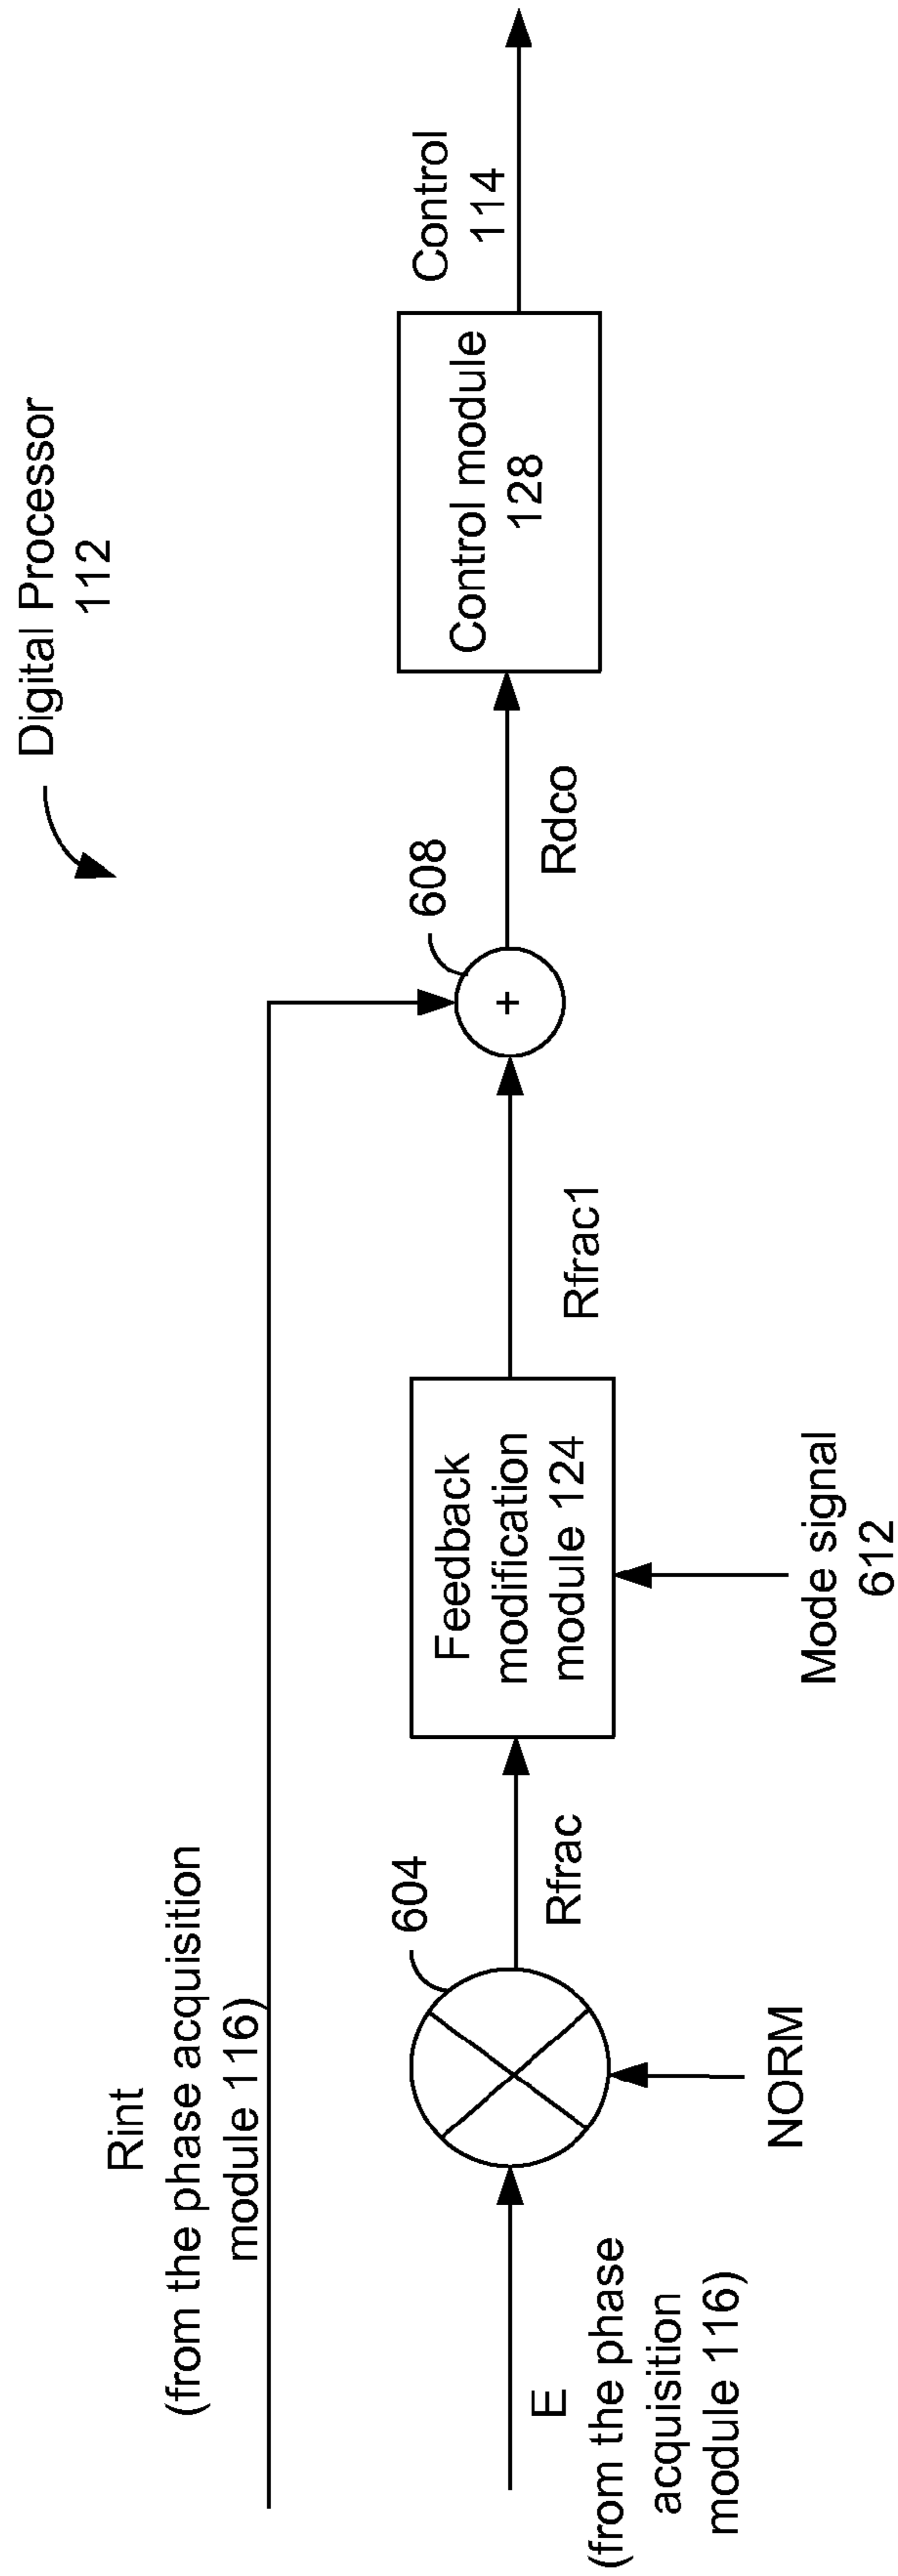 Digital Processor
112
Rint
(from the phase acquisition
module 116)
E
(from the phase
acquisition
module 116)
604
NORM
Rfrac
Feedback
modification
module 124
Mode signal
612
Rfrac1
608
+
Rdco
Control module
128
Control
114